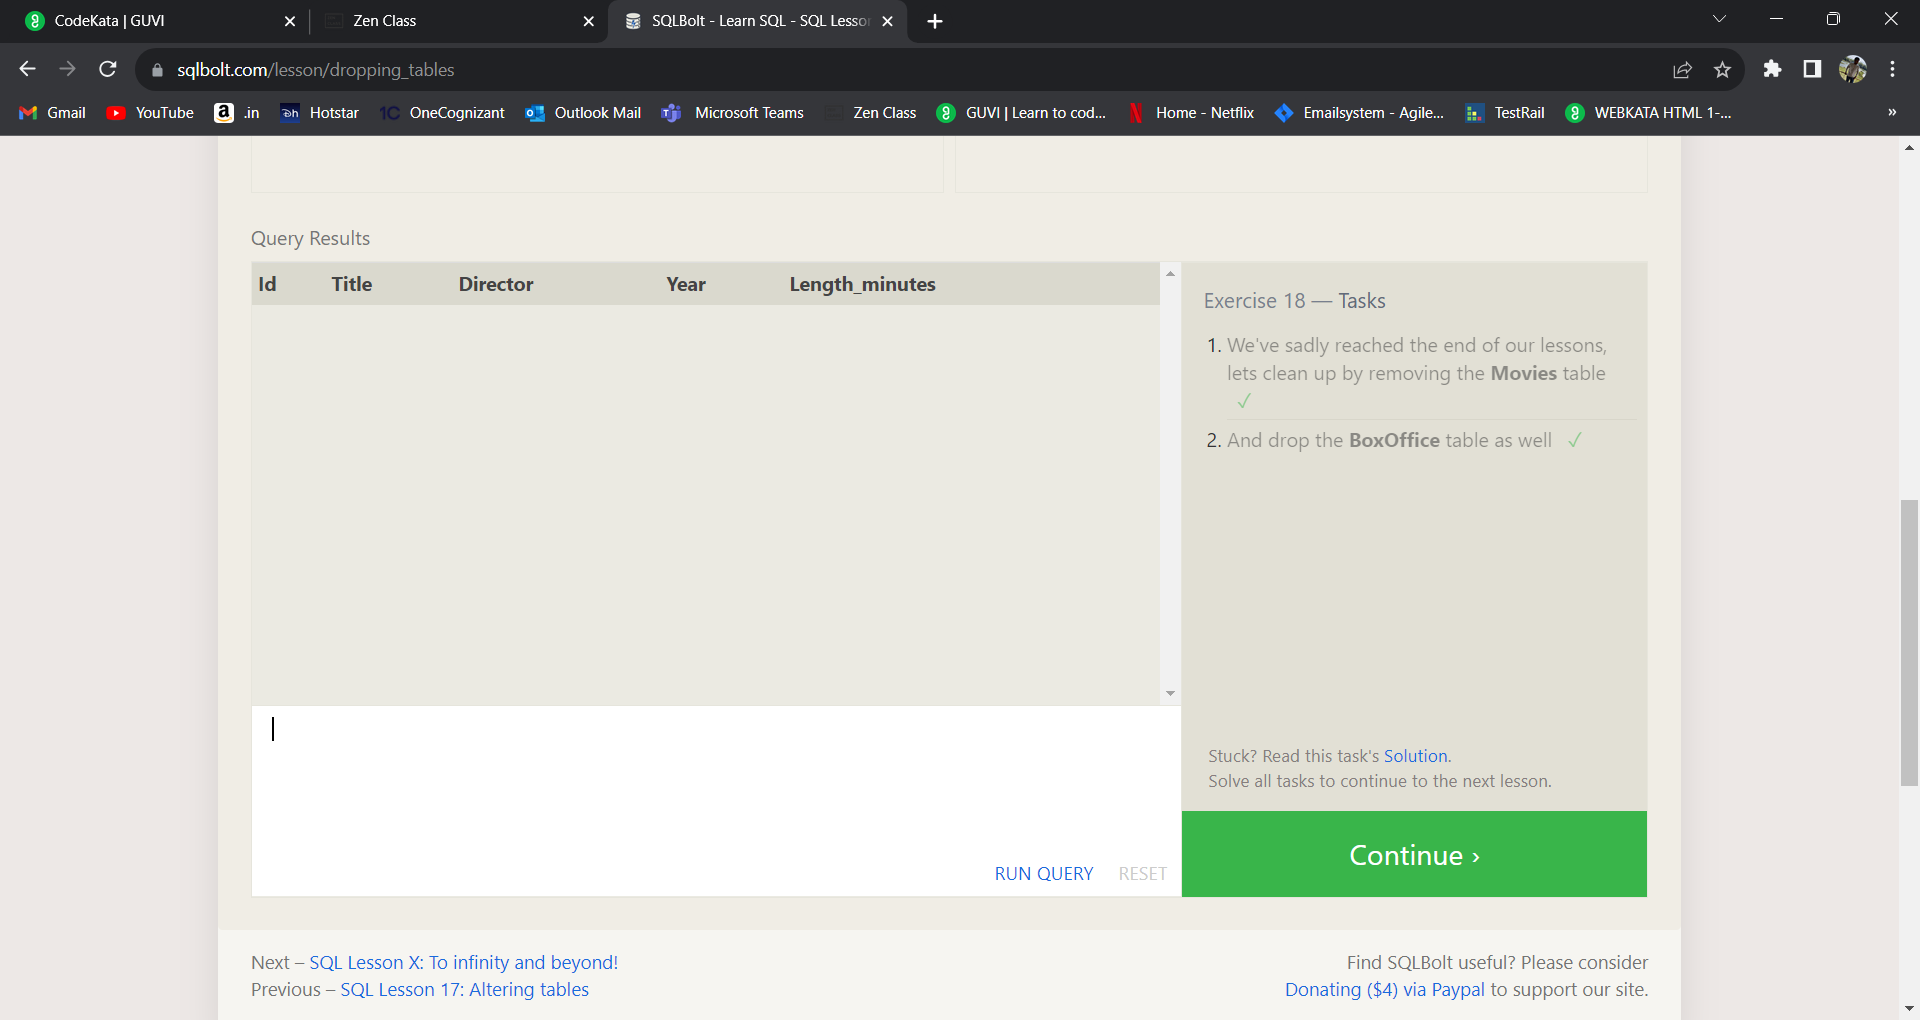 CodeKata | GUVI
Zen Class
SQLBolt - Learn SQL - SQL Lesso
sqlbolt.com/lesson/dropping_tables
Gmail YouTube .in Hotstar OneCognizant Outlook Mail Microsoft Teams Zen Class GUVI | Learn to cod... Home - Netflix Emailsystem - Agile... TestRail WEBKATA HTML 1-... »
Query Results
Id Title Director Year Length_minutes
Exercise 18 — Tasks
1. We've sadly reached the end of our lessons,
lets clean up by removing the Movies table
✓
2. And drop the BoxOffice table as well ✓
Stuck? Read this task's Solution.
Solve all tasks to continue to the next lesson.
RUN QUERY RESET
Continue ›
Next – SQL Lesson X: To infinity and beyond!
Previous – SQL Lesson 17: Altering tables
Find SQLBolt useful? Please consider
Donating ($4) via Paypal to support our site.